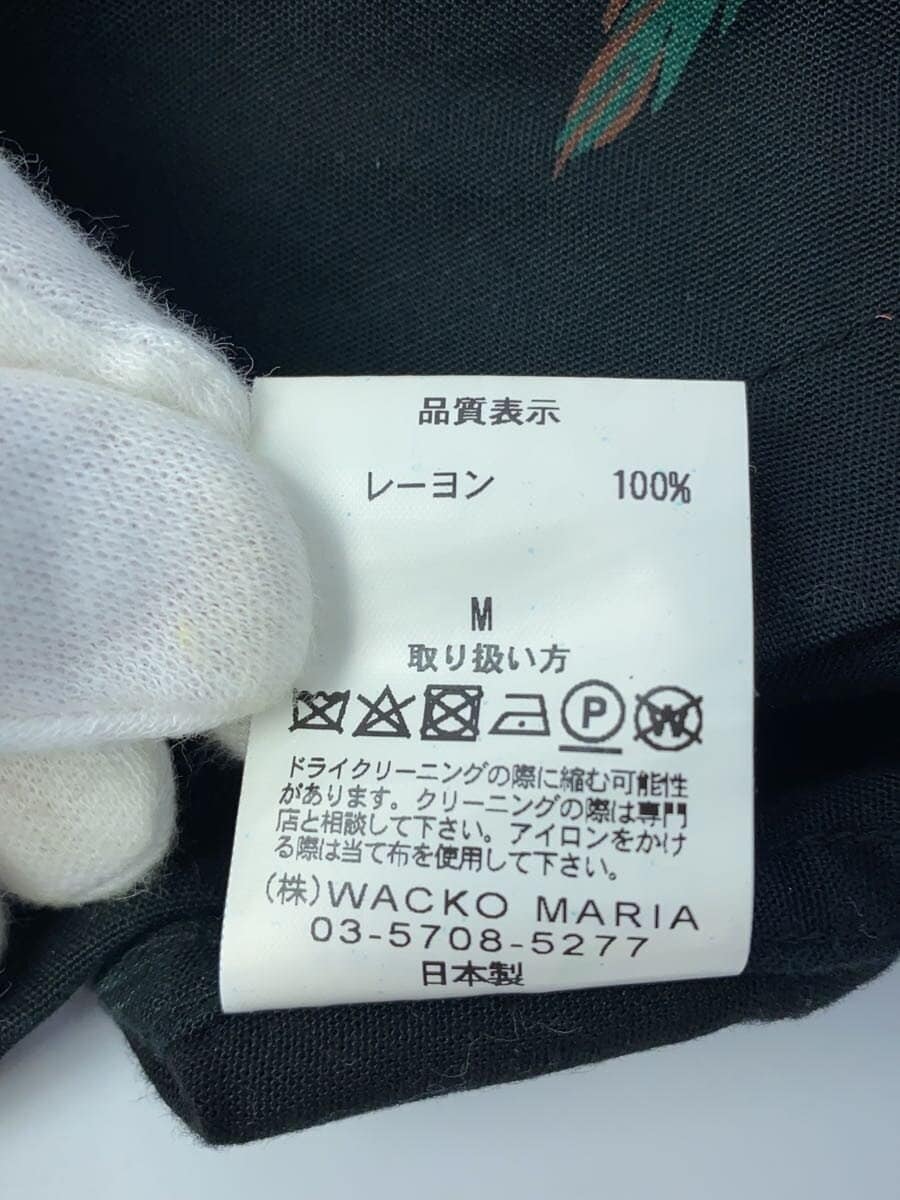 品質表示
レーヨン 100%
M
取り扱い方
P W
ドライクリーニングの際に縮む可能性
があります。クリーニングの際は専門
店と相談して下さい。アイロンをかけ
る際は当て布を使用して下さい。
(株)WACKO MARIA
03-5708-5277
日本製